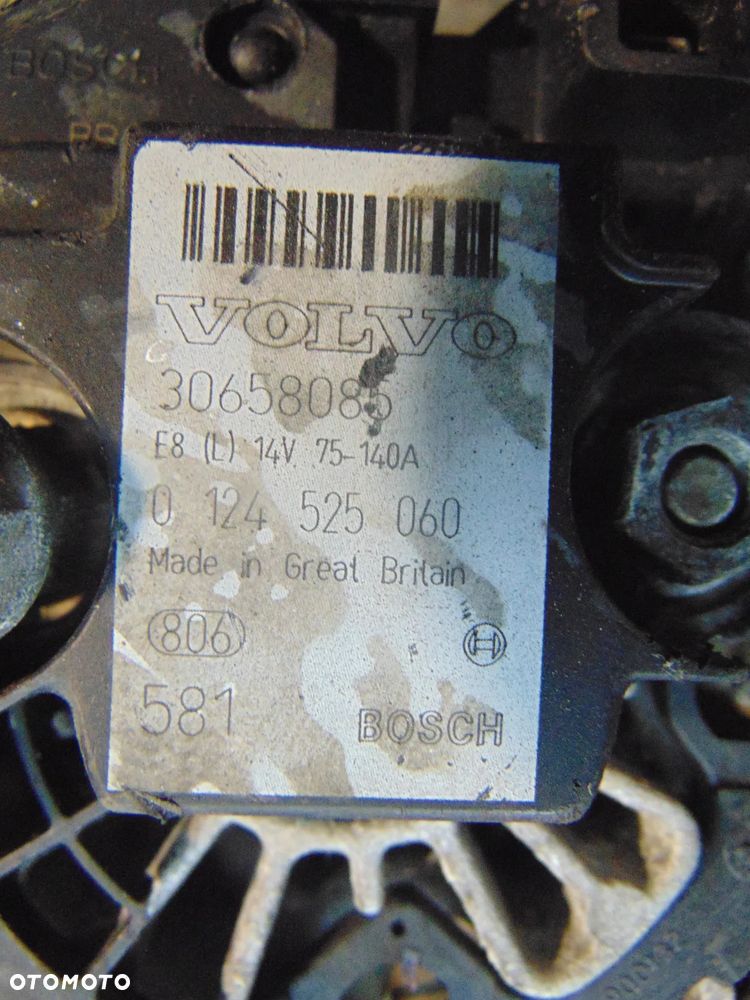 BOSCH
VOLVO
30658085
E8 (L) 14V 75-140A
0 124 525 060
Made in Great Britain
806
581
BOSCH
OTOMOTO